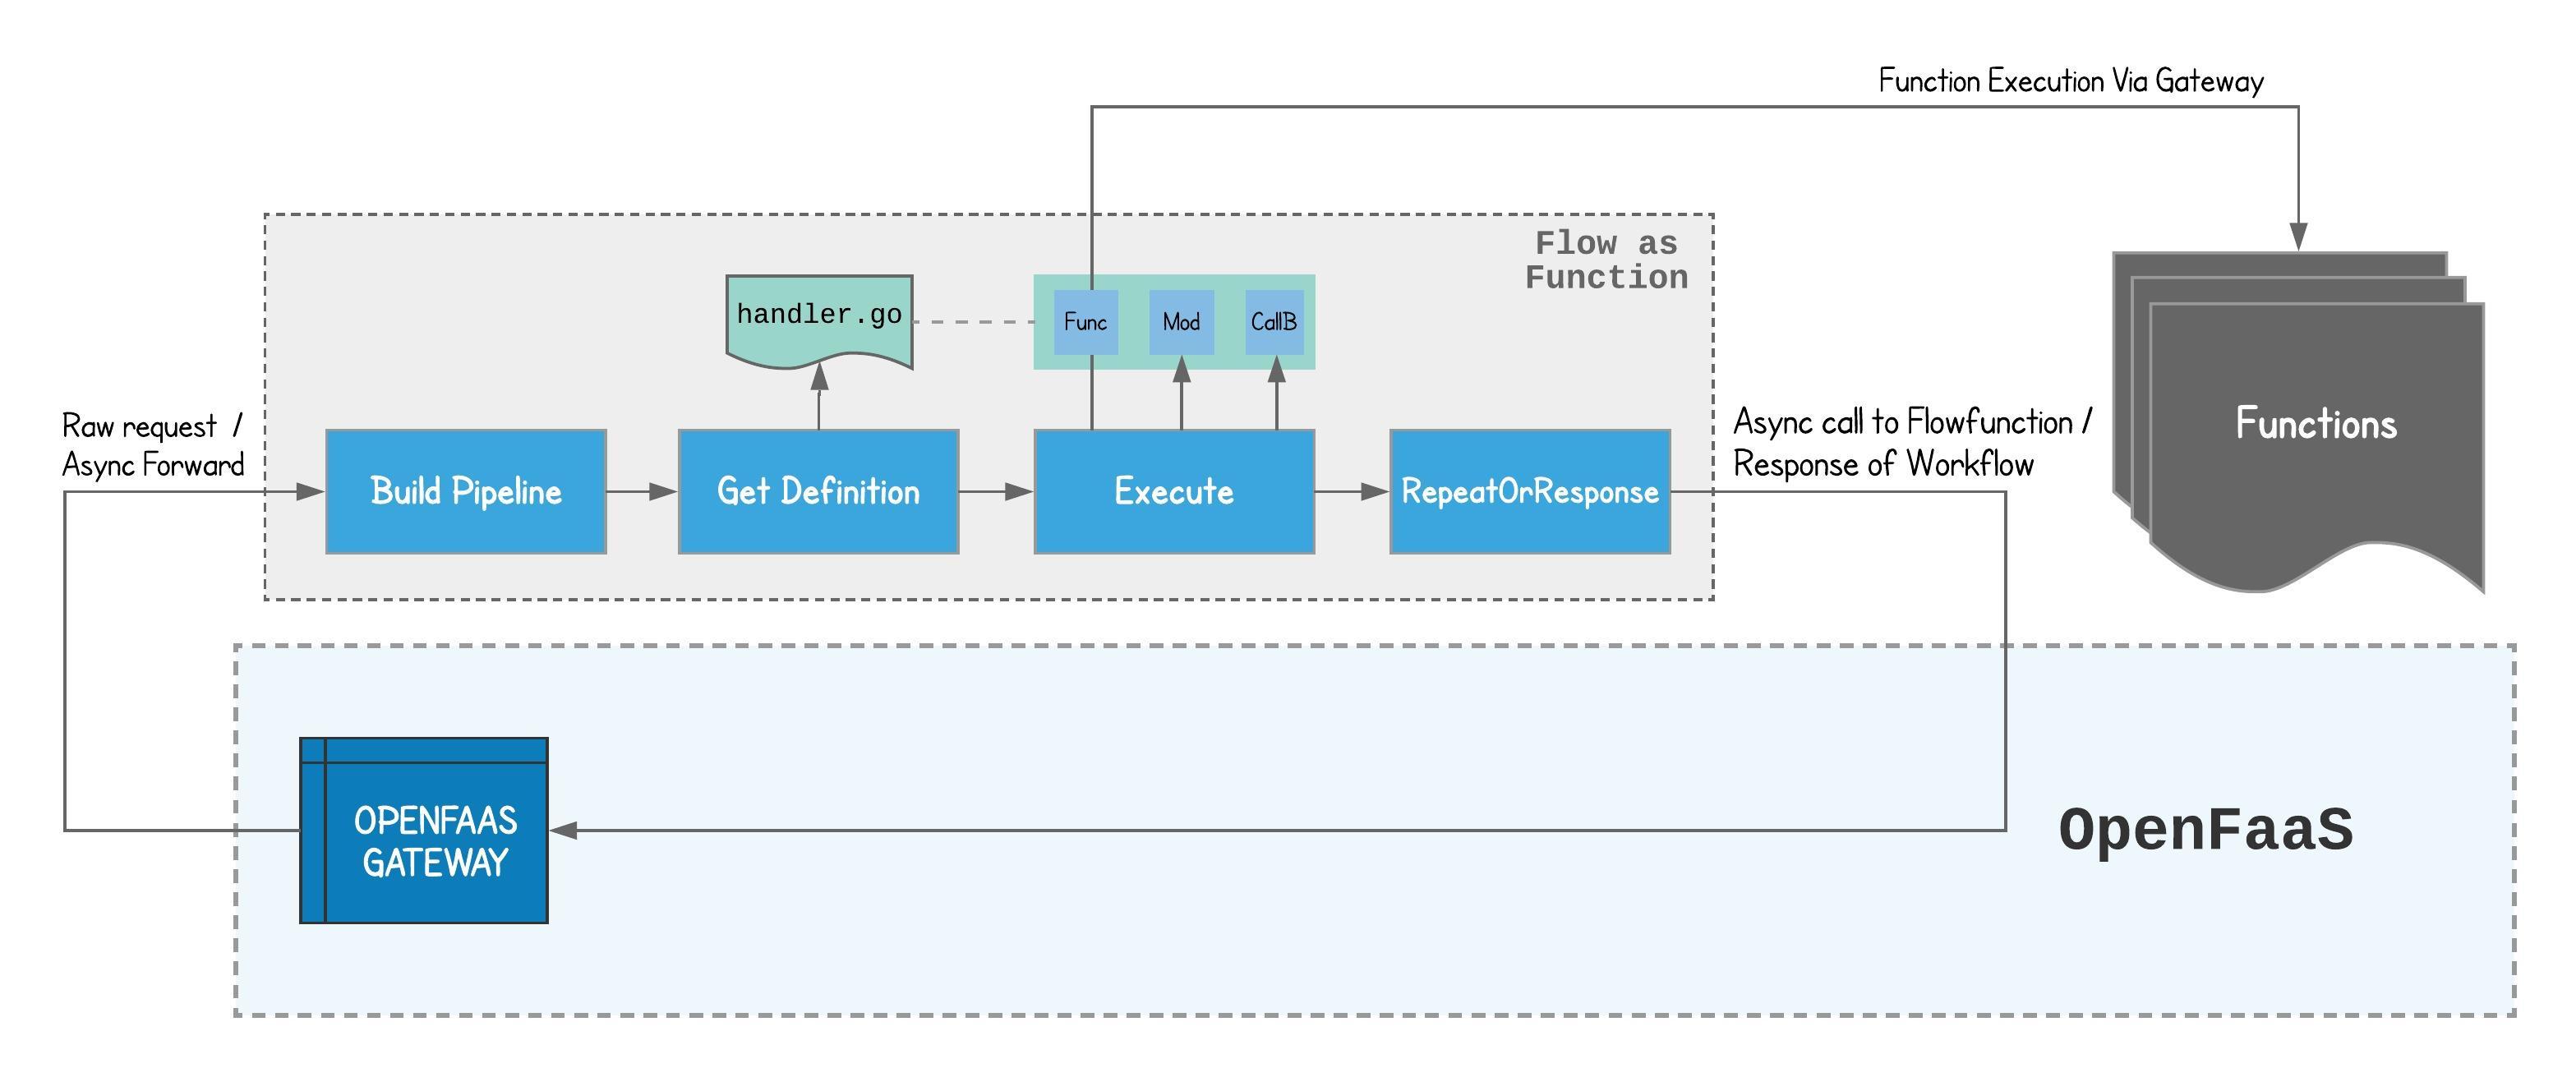 Function Execution Via Gateway
Flow as
Function
handler.go
Func
Mod
CallB
Raw request /
Async Forward
Build Pipeline
Get Definition
Execute
RepeatOrResponse
Async call to Flowfunction /
Response of Workflow
Functions
OPENFAAS
GATEWAY
OpenFaaS